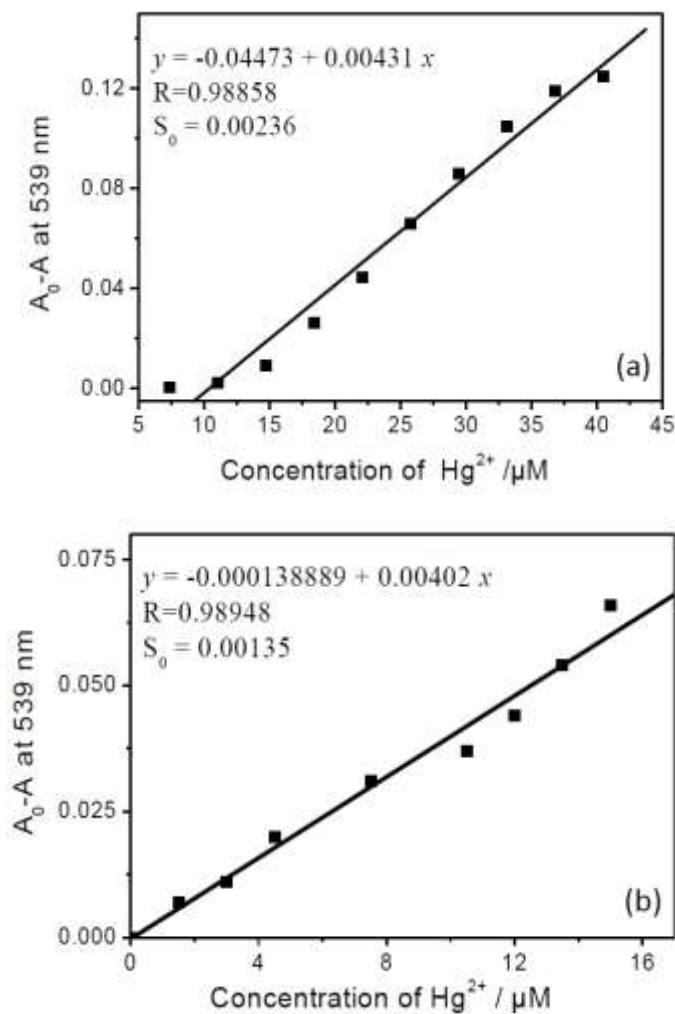 y = -0.04473 + 0.00431 x
R=0.98858
S₀ = 0.00236
0.12
0.08
0.04
0.00
A₀-A at 539 nm
(a)
5 10 15 20 25 30 35 40 45
Concentration of Hg²⁺ /µM
y = -0.000138889 + 0.00402 x
R=0.98948
S₀ = 0.00135
0.075
0.050
0.025
0.000
A₀-A at 539 nm
(b)
0 4 8 12 16
Concentration of Hg²⁺ / µM